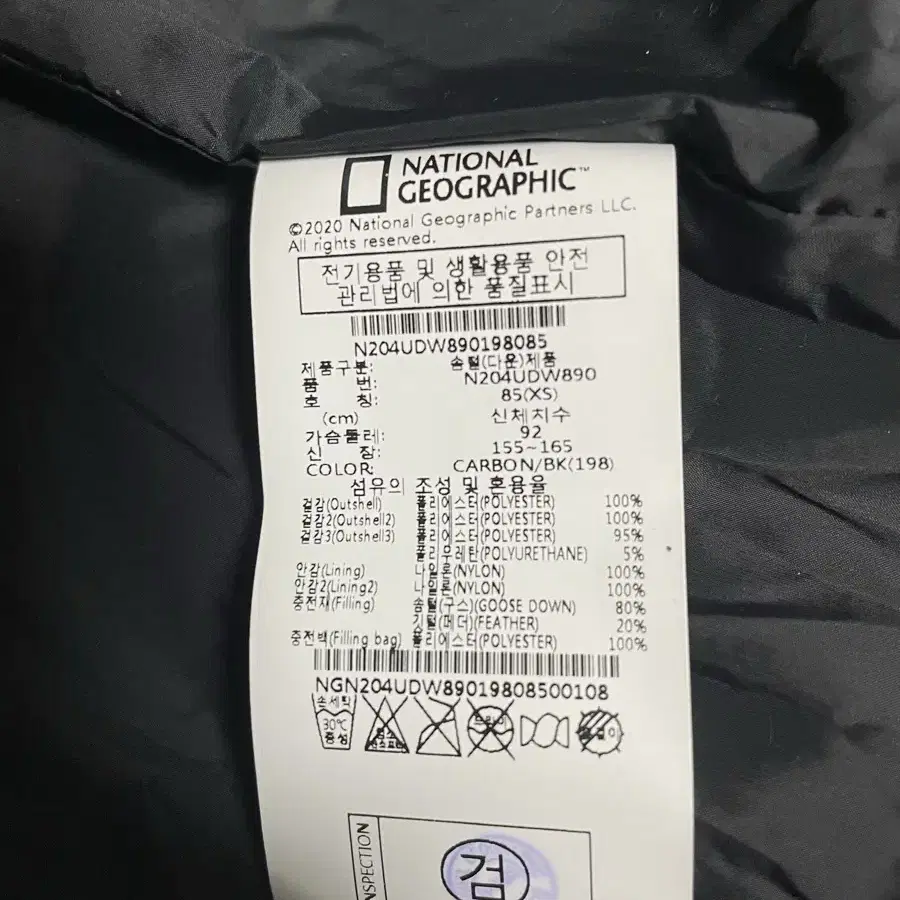 NATIONAL
GEOGRAPHIC™
©2020 National Geographic Partners LLC.
All rights reserved.
전기용품 및 생활용품 안전
관리법에 의한 품질표시
N204UDW890198085
제품구분: 솜털(다운)제품
품 번: N204UDW890
호 칭: 85(XS)
(cm) 신체치수
가슴둘레: 92
신 장: 155~165
COLOR: CARBON/BK(198)
섬유의 조성 및 혼용율
겉감(Outshell) 폴리에스터(POLYESTER) 100%
겉감2(Outshell2) 폴리에스터(POLYESTER) 100%
겉감3(Outshell3) 폴리에스터(POLYESTER) 95%
폴리우레탄(POLYURETHANE) 5%
안감(Lining) 나일론(NYLON) 100%
안감2(Lining2) 나일론(NYLON) 100%
충전재(Filling) 솜털(구스)(GOOSE DOWN) 80%
깃털(페더)(FEATHER) 20%
충전백(Filling bag) 폴리에스터(POLYESTER) 100%
NGN204UDW89019808500108
손세탁
30℃
중성
드라이
INSPECTION
검